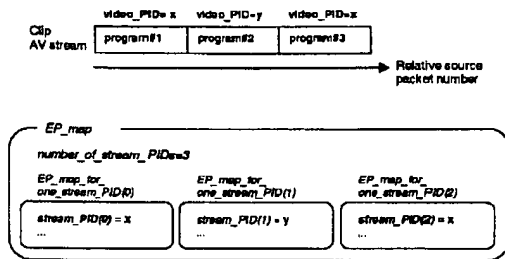 video_PID= x video_PID=y video_PID=x
Clip
AV stream
program#1 program#2 program#3
Relative source
packet number
EP_map
number_of_stream_PIDs=3
EP_map_for_
one_stream_PID(0)
EP_map_for_
one_stream_PID(1)
EP_map_for_
one_stream_PID(2)
stream_PID(0) = x
...
stream_PID(1) = y
...
stream_PID(2) = x
...